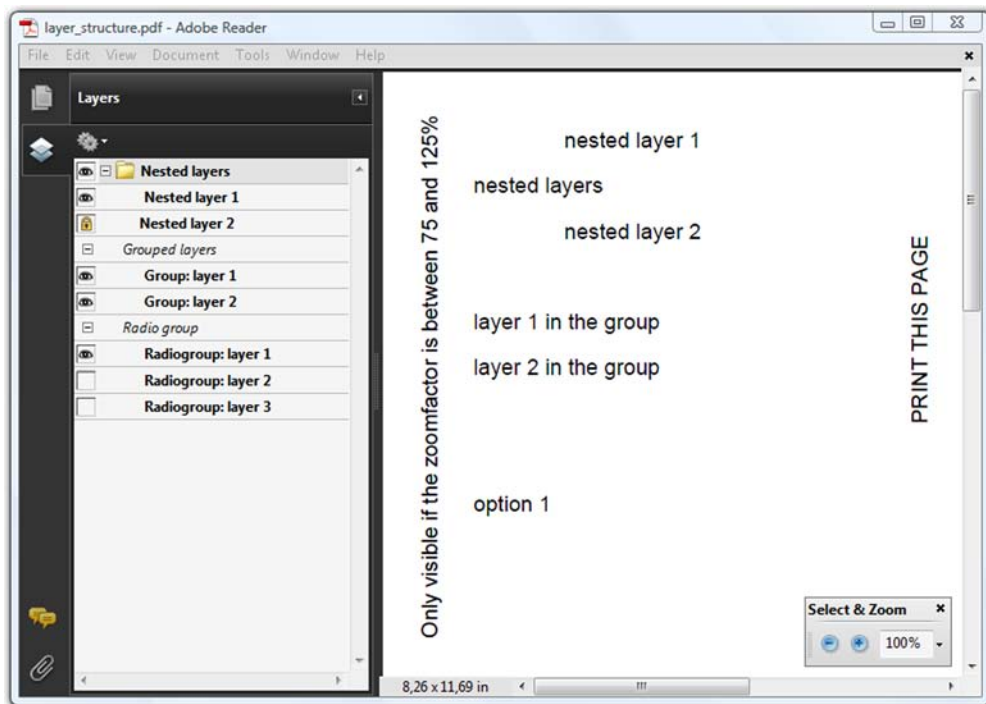 layer_structure.pdf - Adobe Reader
File Edit View Document Tools Window Help
Layers
Nested layers
Nested layer 1
Nested layer 2
Grouped layers
Group: layer 1
Group: layer 2
Radio group
Radiogroup: layer 1
Radiogroup: layer 2
Radiogroup: layer 3
Only visible if the zoomfactor is between 75 and 125%
nested layer 1
nested layers
nested layer 2
layer 1 in the group
layer 2 in the group
option 1
PRINT THIS PAGE
Select & Zoom
100%
8,26 x 11,69 in